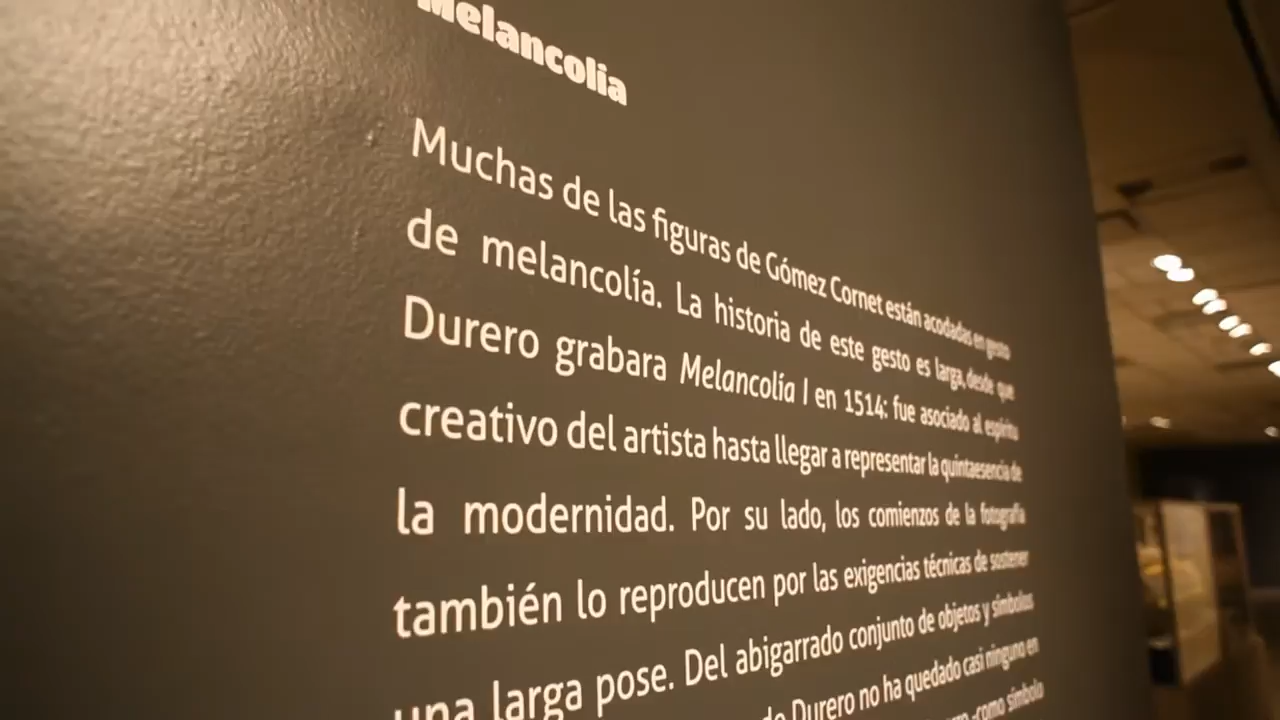 Melancolia
Muchas de las figuras de Gómez Cornet están acodadas en gesto
de melancolía. La historia de este gesto es larga, desde que
Durero grabara Melancolía I en 1514: fue asociado al espíritu
creativo del artista hasta llegar a representar la quintaesencia de
la modernidad. Por su lado, los comienzos de la fotografía
también lo reproducen por las exigencias técnicas de sostener
una larga pose. Del abigarrado conjunto de objetos y símbolos
de Durero no ha quedado casi ninguno en
-como símbolo